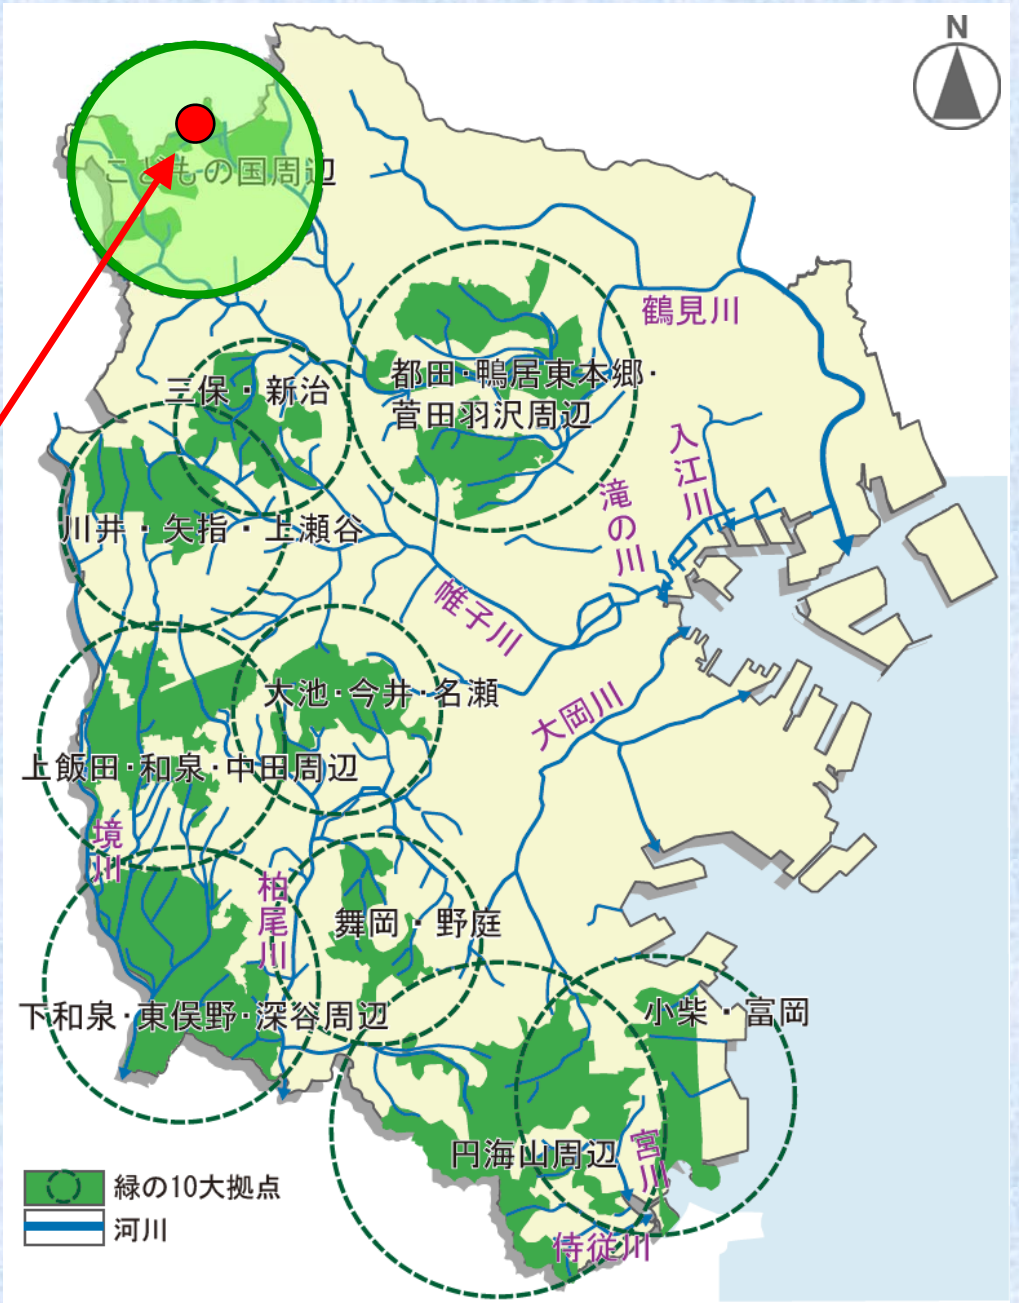 N
こどもの国周辺
鶴見川
三保・新治
都田・鴨居東本郷・
菅田羽沢周辺
入江川
滝の川
川井・矢指・上瀬谷
帷子川
大池・今井・名瀬
大岡川
上飯田・和泉・中田周辺
境川
柏尾川
舞岡・野庭
下和泉・東俣野・深谷周辺
小柴・富岡
円海山周辺
宮川
侍従川
緑の10大拠点
河川